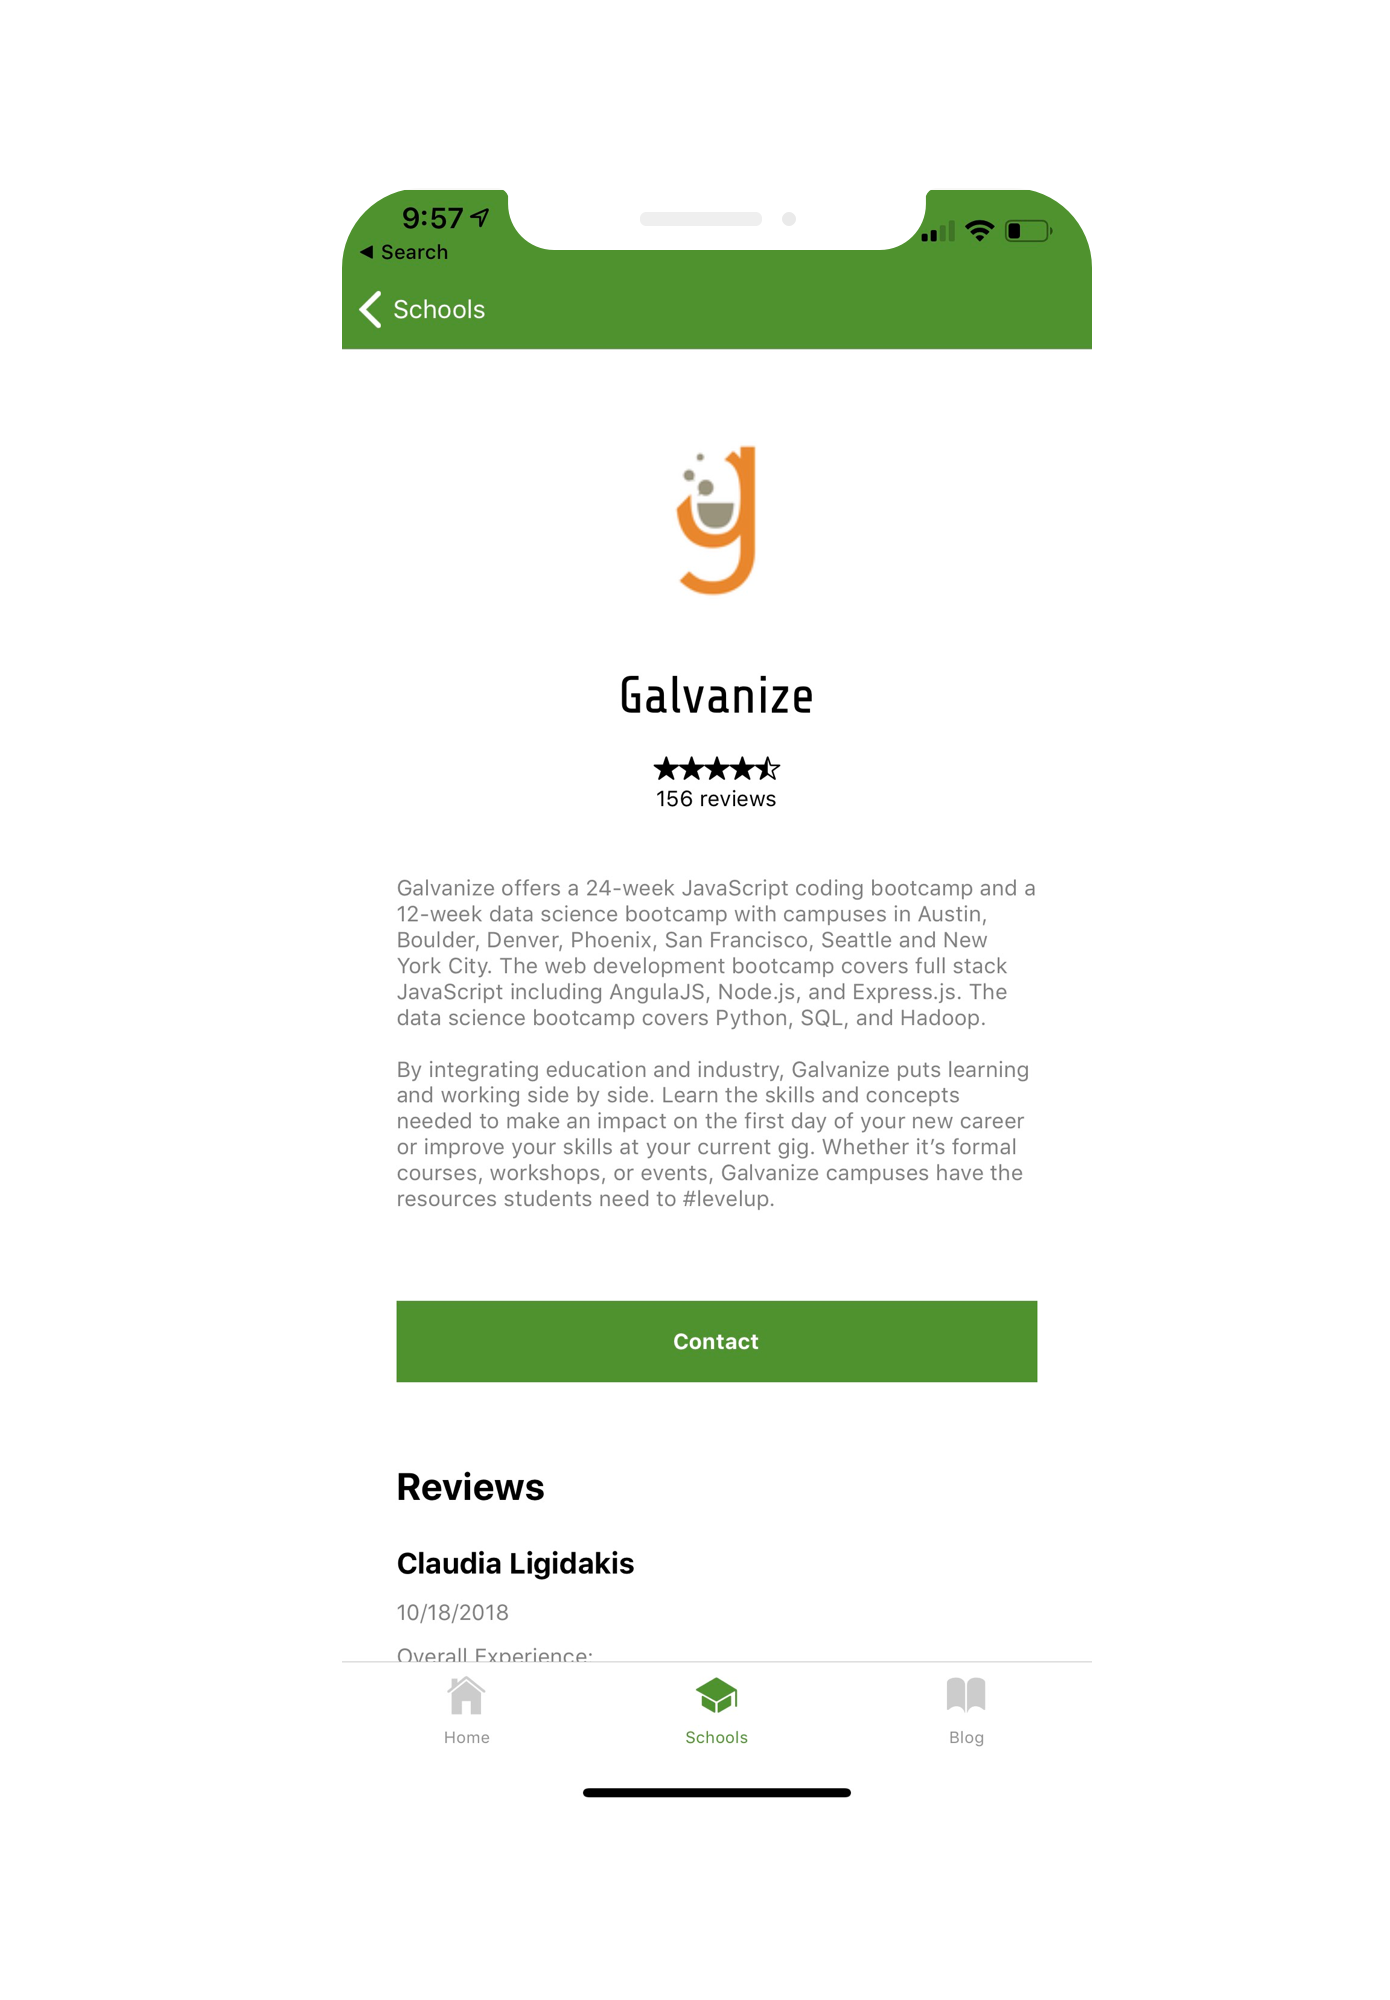 9:57
◀ Search
Schools
Galvanize
156 reviews
Galvanize offers a 24-week JavaScript coding bootcamp and a
12-week data science bootcamp with campuses in Austin,
Boulder, Denver, Phoenix, San Francisco, Seattle and New
York City. The web development bootcamp covers full stack
JavaScript including AngulaJS, Node.js, and Express.js. The
data science bootcamp covers Python, SQL, and Hadoop.
By integrating education and industry, Galvanize puts learning
and working side by side. Learn the skills and concepts
needed to make an impact on the first day of your new career
or improve your skills at your current gig. Whether it’s formal
courses, workshops, or events, Galvanize campuses have the
resources students need to #levelup.
Contact
Reviews
Claudia Ligidakis
10/18/2018
Overall Experience:
Home
Schools
Blog